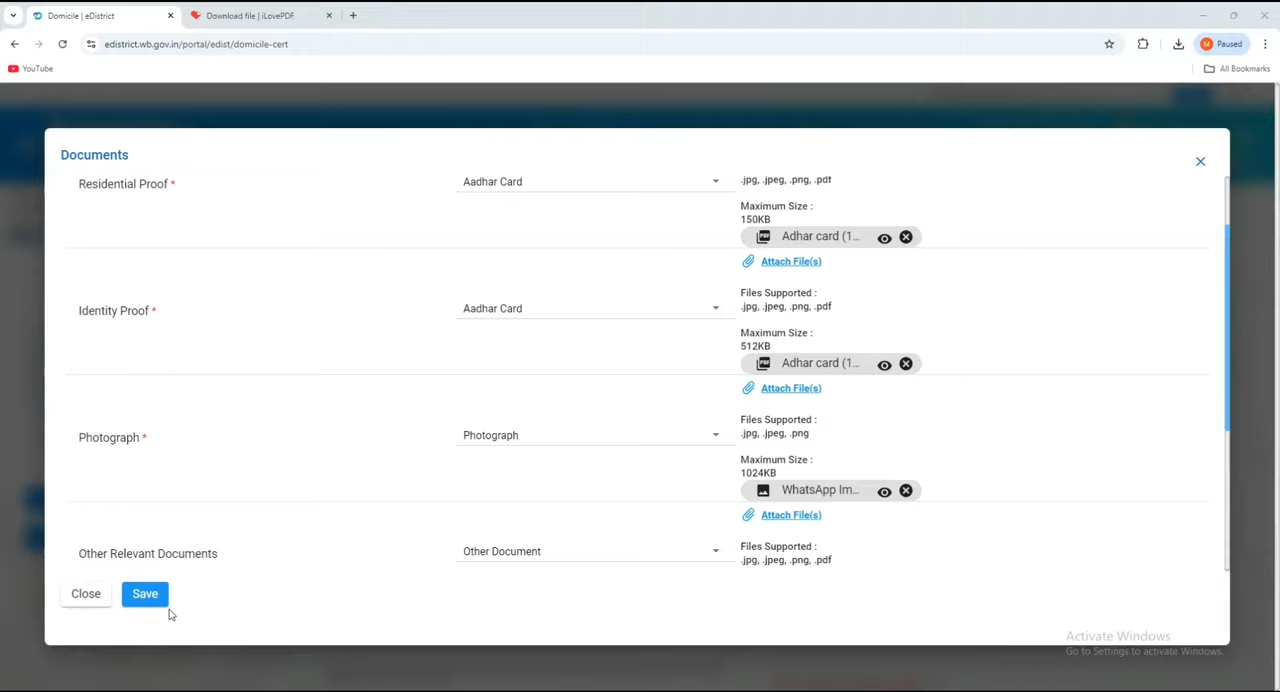 Domicile | eDistrict
Download file | iLovePDF
edistrict.wb.gov.in/portal/edist/domicile-cert
M Paused
YouTube
All Bookmarks
Documents
Residential Proof *
Aadhar Card
.jpg, .jpeg, .png, .pdf
Maximum Size :
150KB
PDF Adhar card (1...
Attach File(s)
Identity Proof *
Aadhar Card
Files Supported :
.jpg, .jpeg, .png, .pdf
Maximum Size :
512KB
PDF Adhar card (1...
Attach File(s)
Photograph *
Photograph
Files Supported :
.jpg, .jpeg, .png
Maximum Size :
1024KB
WhatsApp Im...
Attach File(s)
Other Relevant Documents
Other Document
Files Supported :
.jpg, .jpeg, .png, .pdf
Close
Save
Activate Windows
Go to Settings to activate Windows.